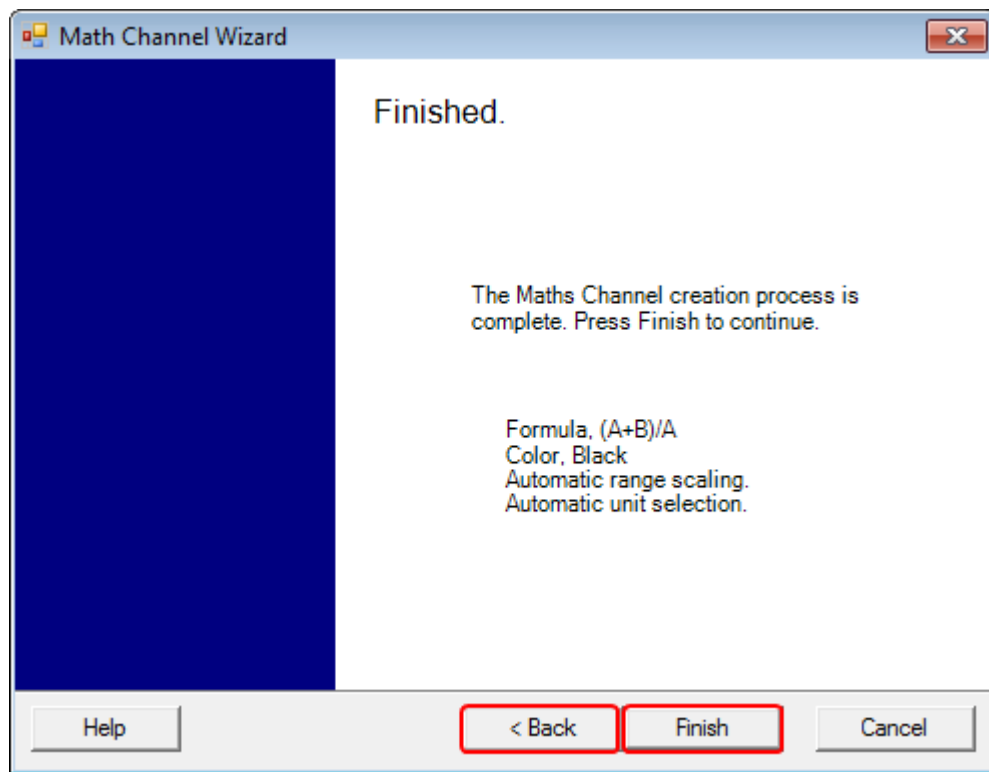 Math Channel Wizard
Finished.
The Maths Channel creation process is
complete. Press Finish to continue.
Formula, (A+B)/A
Color, Black
Automatic range scaling.
Automatic unit selection.
Help
< Back
Finish
Cancel